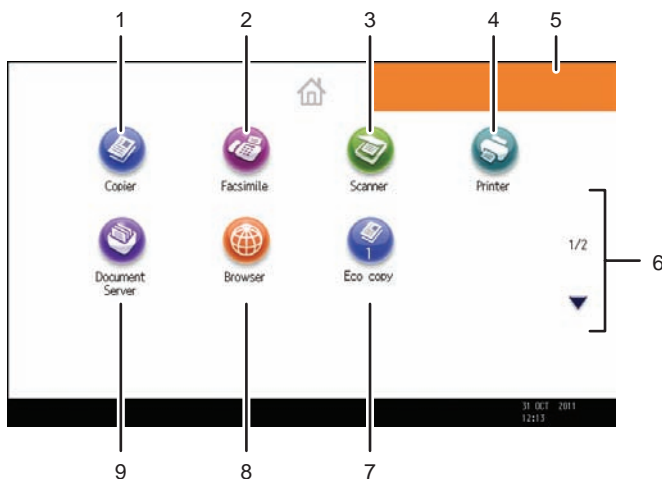 1 2 3 4 5
Copier Facsimile Scanner Printer
1/2
6
Document
Server
Browser
1
Eco copy
31 OCT 2011
12:13
9 8 7